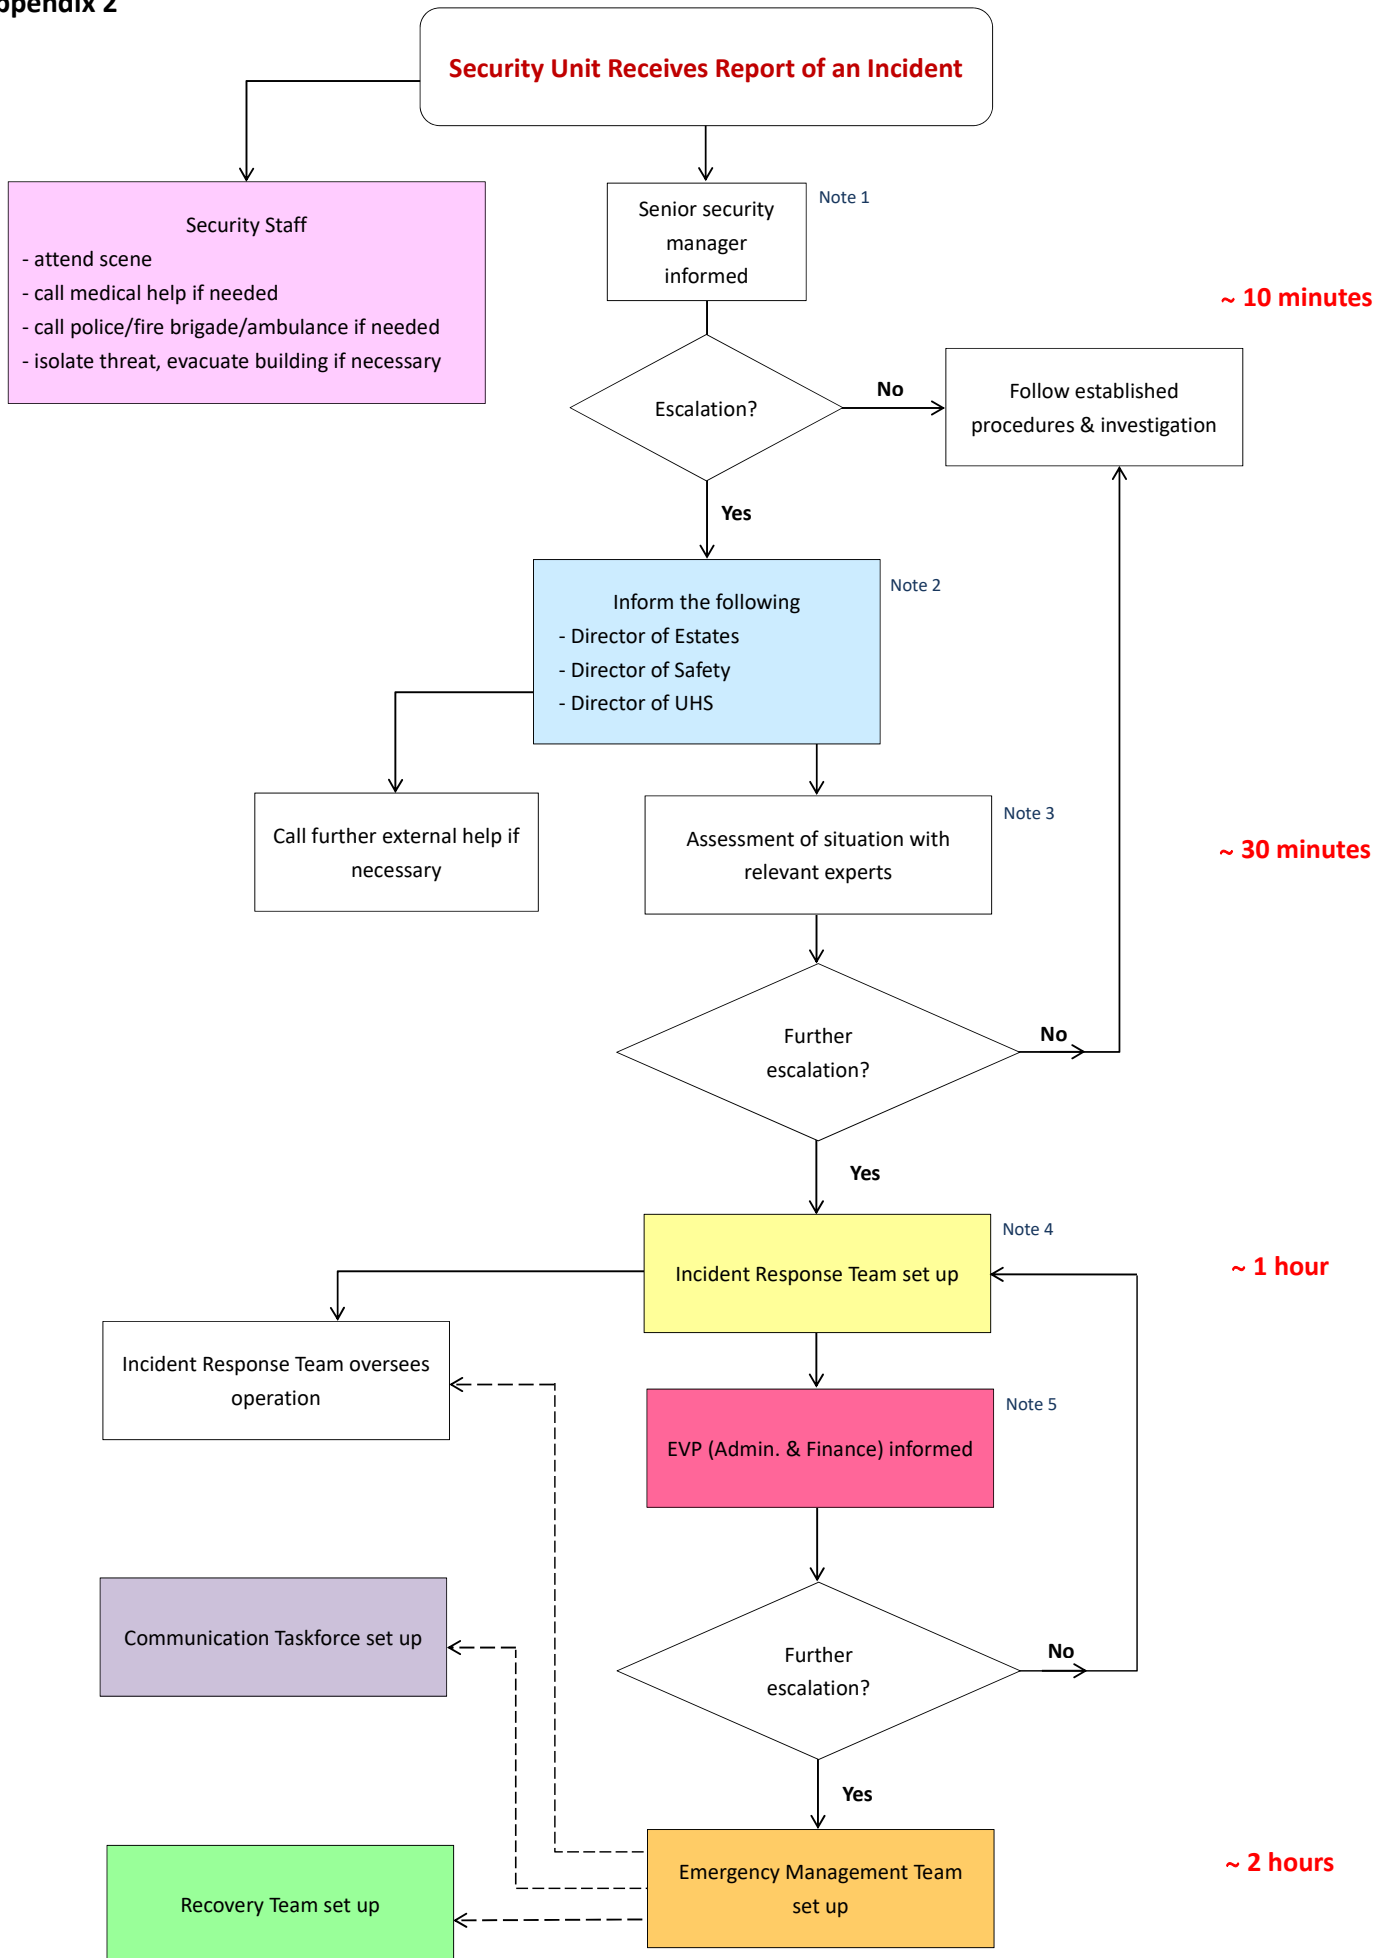 ppendix 2
Security Unit Receives Report of an Incident
Security Staff
- attend scene
- call medical help if needed
- call police/fire brigade/ambulance if needed
- isolate threat, evacuate building if necessary
Senior security
manager
informed
Note 1
~ 10 minutes
Escalation?
No
Follow established
procedures & investigation
Yes
Inform the following
- Director of Estates
- Director of Safety
- Director of UHS
Note 2
Call further external help if
necessary
Assessment of situation with
relevant experts
Note 3
~ 30 minutes
Further
escalation?
No
Yes
Incident Response Team set up
Note 4
~ 1 hour
Incident Response Team oversees
operation
EVP (Admin. & Finance) informed
Note 5
Communication Taskforce set up
Further
escalation?
No
Yes
Recovery Team set up
Emergency Management Team
set up
~ 2 hours